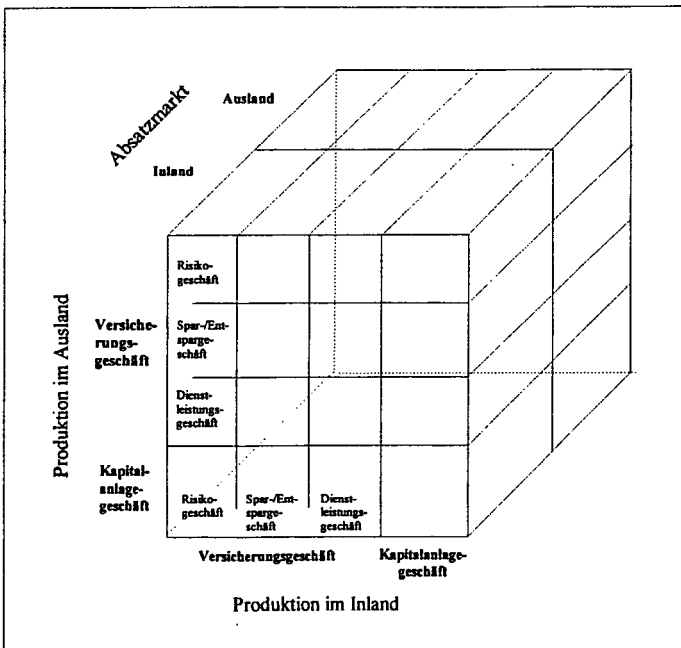 Absatzmarkt
Ausland
Inland
Produktion im Ausland
Versiche-
rungs-
geschäft
Kapital-
anlage-
geschäft
Risiko-
geschäft
Spar-/Ent-
spargе-
schäft
Dienst-
leistungs-
geschäft
Risiko-
geschäft
Spar-/Ent-
sparge-
schäft
Dienst-
leistungs-
geschäft
Versicherungsgeschäft
Kapitalanlage-
geschäft
Produktion im Inland